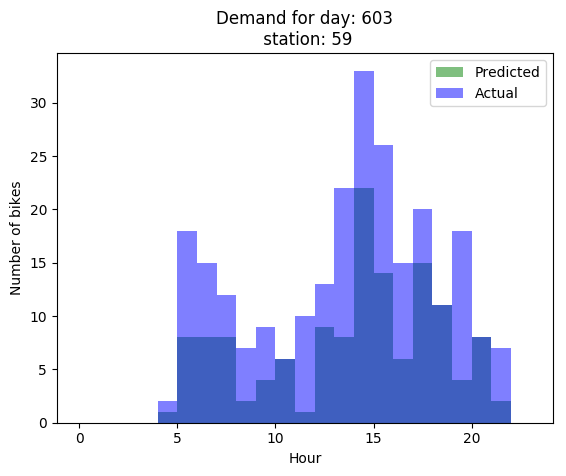 Demand for day: 603
station: 59
Predicted
Actual
Number of bikes
30
25
20
15
10
5
0
0
5
10
15
20
Hour